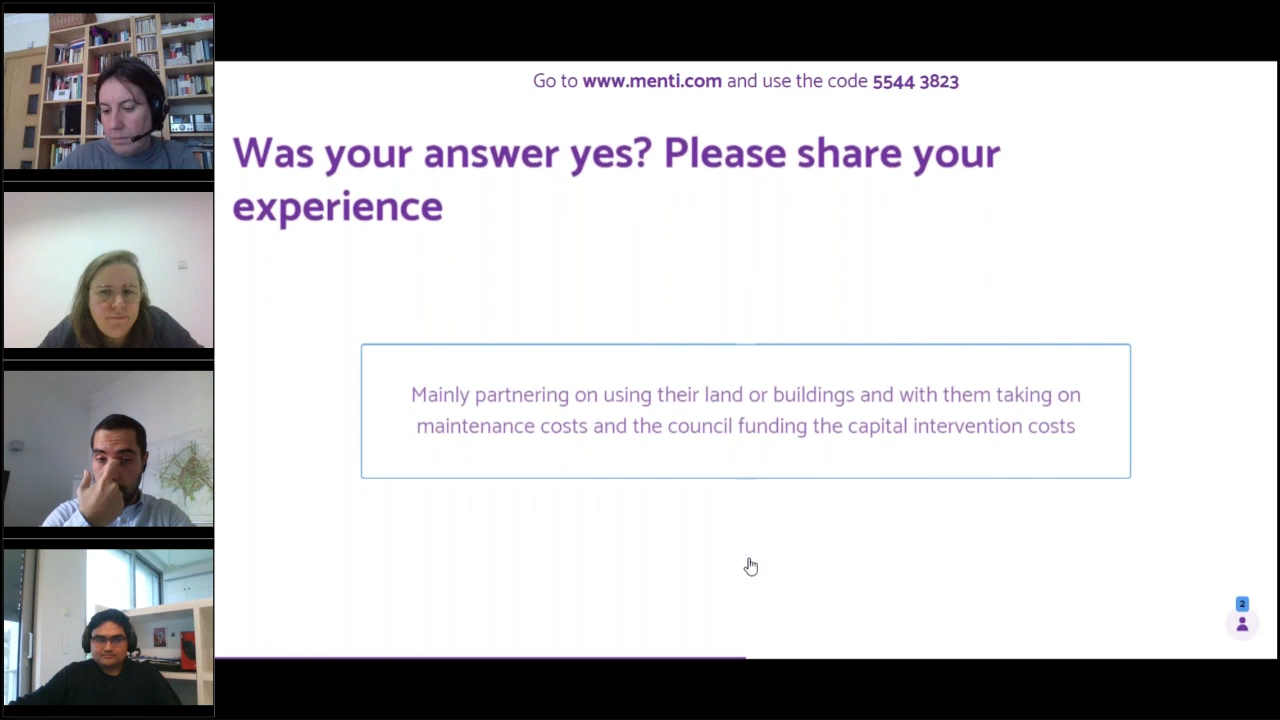 Go to www.menti.com and use the code 5544 3823
Was your answer yes? Please share your
experience
Mainly partnering on using their land or buildings and with them taking on
maintenance costs and the council funding the capital intervention costs
2